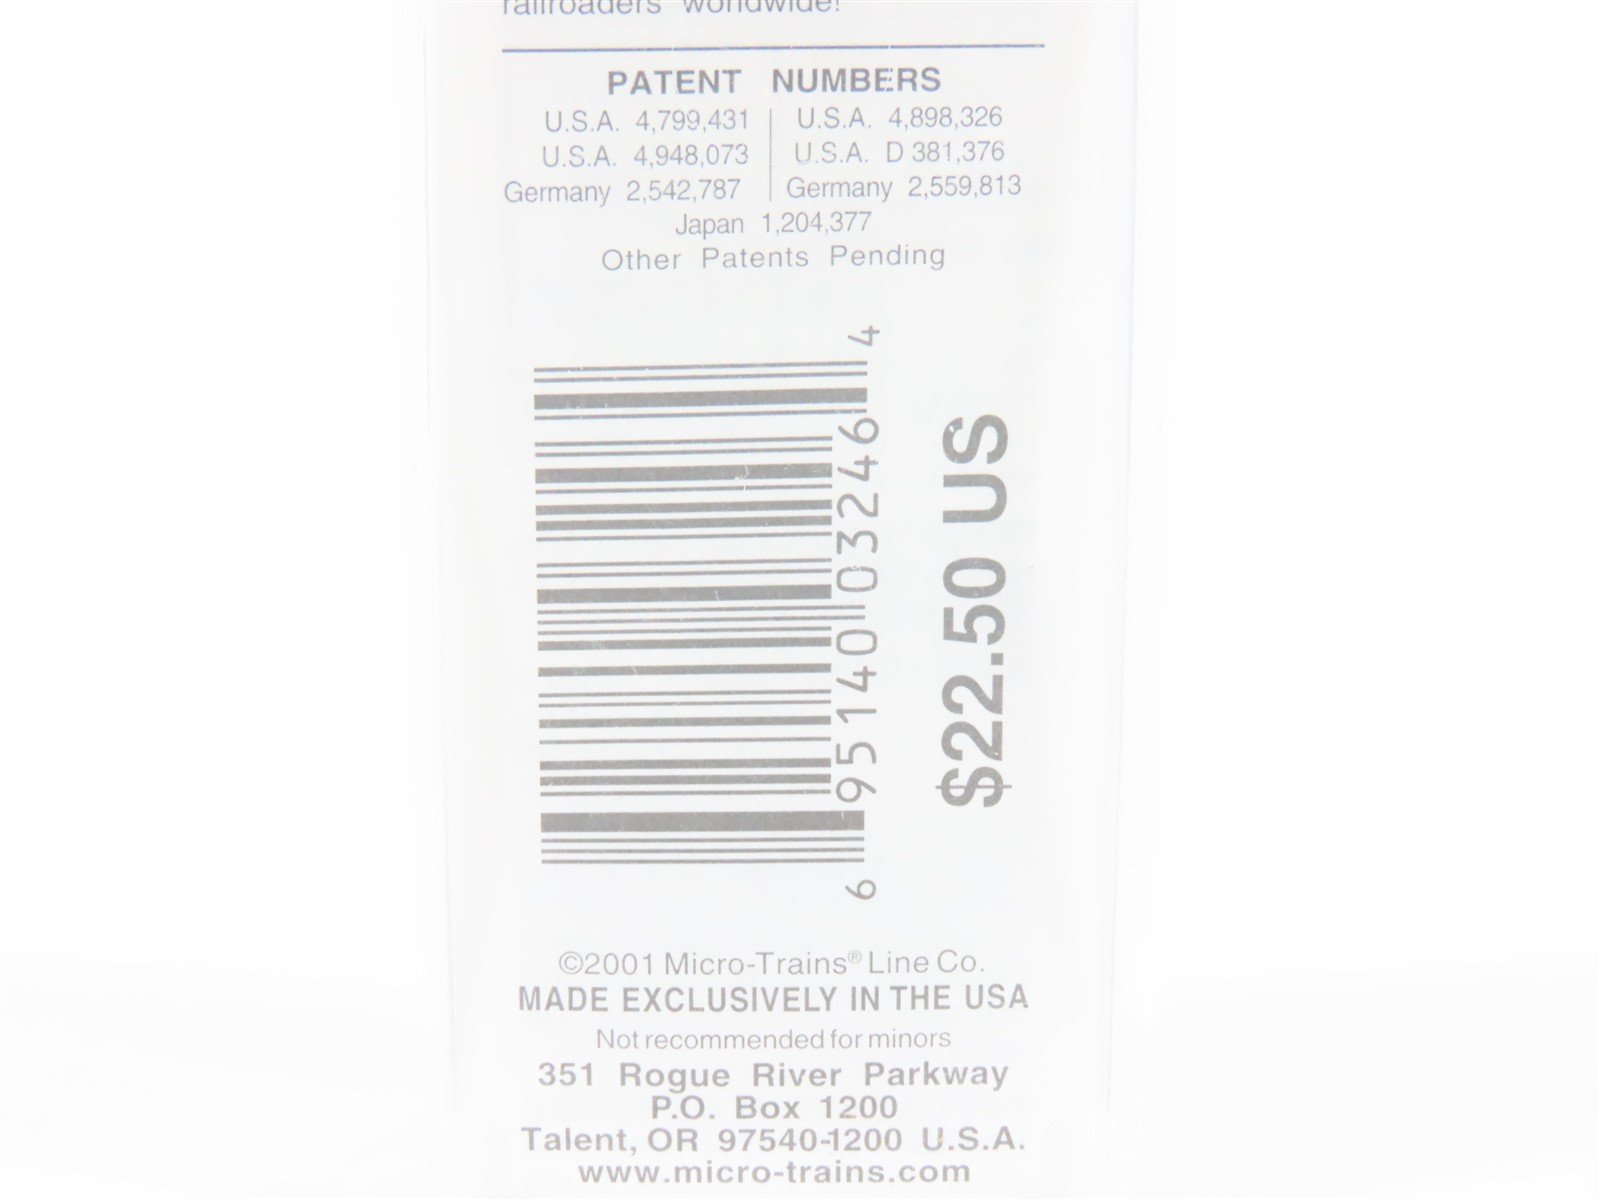 railroaders worldwide!
PATENT NUMBERS
U.S.A. 4,799,431 | U.S.A. 4,898,326
U.S.A. 4,948,073 | U.S.A. D 381,376
Germany 2,542,787 | Germany 2,559,813
Japan 1,204,377
Other Patents Pending
6 95140 03246 4
$22.50 US
©2001 Micro-Trains® Line Co.
MADE EXCLUSIVELY IN THE USA
Not recommended for minors
351 Rogue River Parkway
P.O. Box 1200
Talent, OR 97540-1200 U.S.A.
www.micro-trains.com